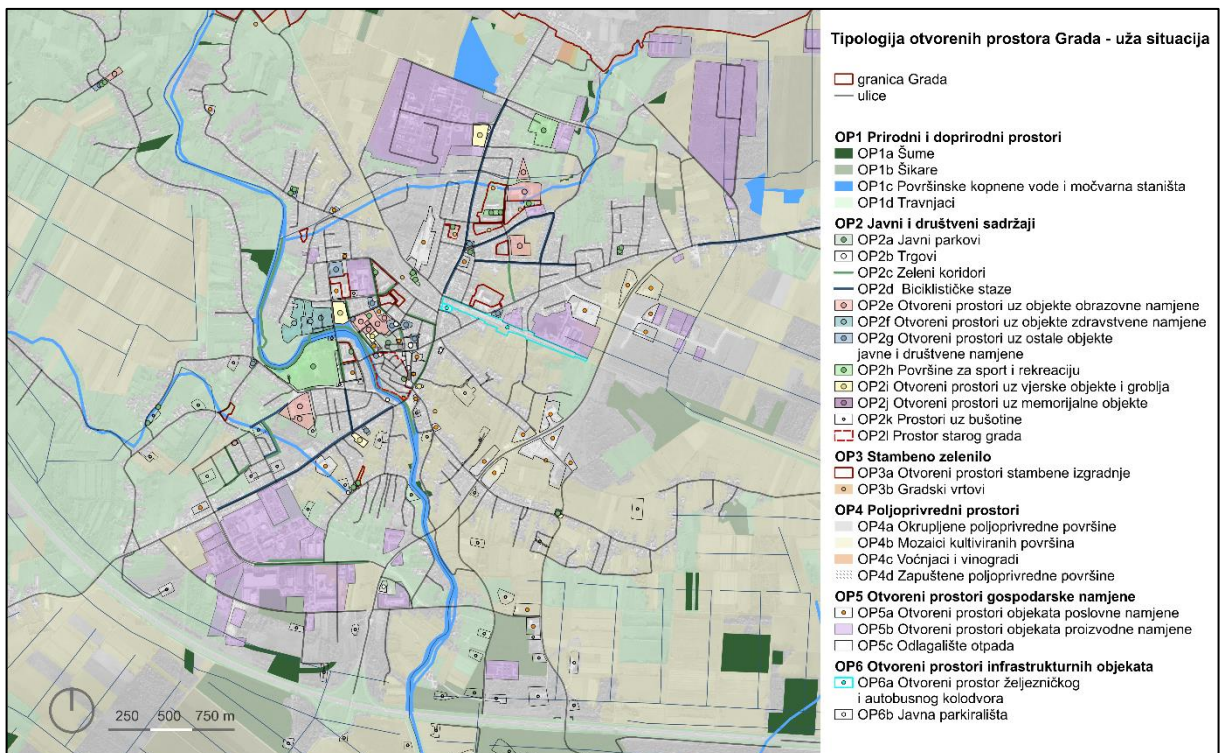 Tipologija otvorenih prostora Grada - uža situacija
granica Grada
ulice
OP1 Prirodni i doprirodni prostori
OP1a Šume
OP1b Šikare
OP1c Površinske kopnene vode i močvarna staništa
OP1d Travnjaci
OP2 Javni i društveni sadržaji
OP2a Javni parkovi
OP2b Trgovi
OP2c Zeleni koridori
OP2d Biciklističke staze
OP2e Otvoreni prostori uz objekte obrazovne namjene
OP2f Otvoreni prostori uz objekte zdravstvene namjene
OP2g Otvoreni prostori uz ostale objekte
javne i društvene namjene
OP2h Površine za sport i rekreaciju
OP2i Otvoreni prostori uz vjerske objekte i groblja
OP2j Otvoreni prostori uz memorijalne objekte
OP2k Prostori uz bušotine
OP2l Prostor starog grada
OP3 Stambeno zelenilo
OP3a Otvoreni prostori stambene izgradnje
OP3b Gradski vrtovi
OP4 Poljoprivredni prostori
OP4a Okrupljene poljoprivredne površine
OP4b Mozaici kultiviranih površina
OP4c Voćnjaci i vinogradi
OP4d Zapuštene poljoprivredne površine
OP5 Otvoreni prostori gospodarske namjene
OP5a Otvoreni prostori objekata poslovne namjene
OP5b Otvoreni prostori objekata proizvodne namjene
OP5c Odlagalište otpada
OP6 Otvoreni prostori infrastrukturnih objekata
OP6a Otvoreni prostor željezničkog
i autobusnog kolodvora
OP6b Javna parkirališta
250 500 750 m